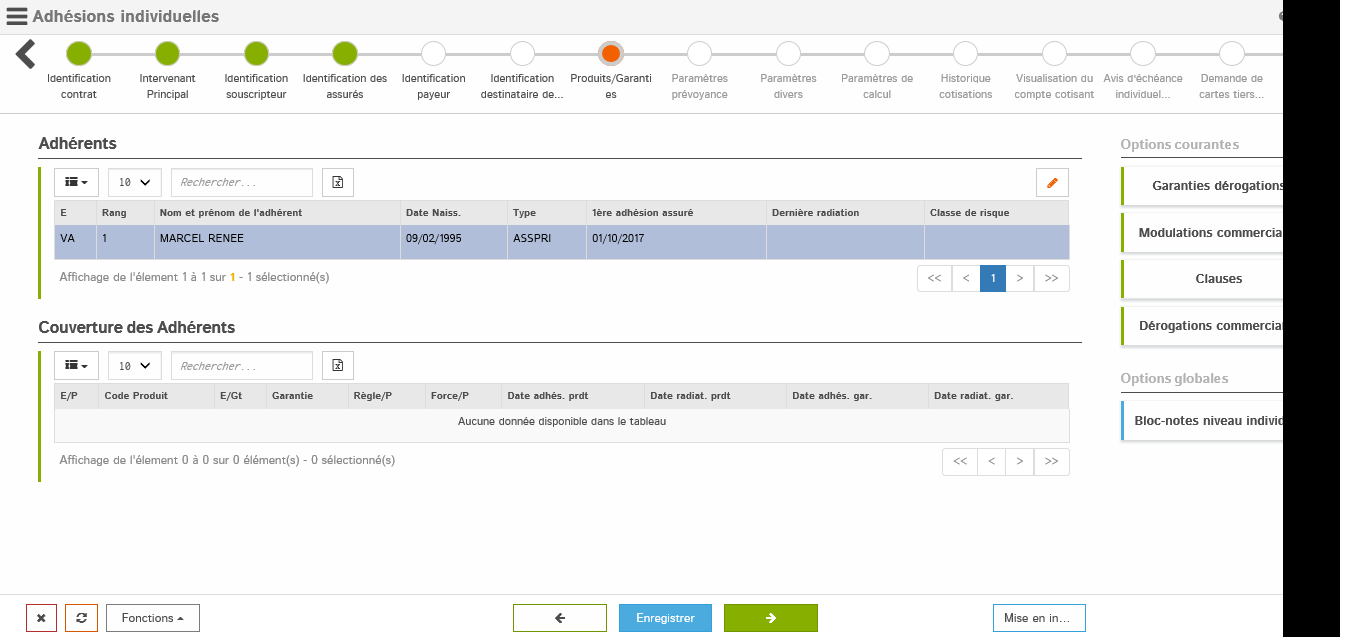 Adhésions individuelles
Identification contrat
Intervenant Principal
Identification souscripteur
Identification des assurés
Identification payeur
Identification destinataire de...
Produits/Garanti es
Paramètres prévoyance
Paramètres divers
Paramètres de calcul
Historique cotisations
Visualisation du compte cotisant
Avis d'échéance individuel...
Demande de cartes tiers...
Adhérents
10 Rechercher...
E Rang Nom et prénom de l'adhérent Date Naiss. Type 1ère adhésion assuré Dernière radiation Classe de risque
VA 1 MARCEL RENEE 09/02/1995 ASSPRI 01/10/2017
Affichage de l'élement 1 à 1 sur 1 - 1 sélectionné(s) << < 1 > >>
Couverture des Adhérents
10 Rechercher...
E/P Code Produit E/Gt Garantie Règle/P Force/P Date adhés. prdt Date radiat. prdt Date adhés. gar. Date radiat. gar.
Aucune donnée disponible dans le tableau
Affichage de l'élement 0 à 0 sur 0 élément(s) - 0 sélectionné(s) << < > >>
Options courantes
Garanties dérogations
Modulations commercia
Clauses
Dérogations commercia
Options globales
Bloc-notes niveau individ
Fonctions Enregistrer Mise en in...